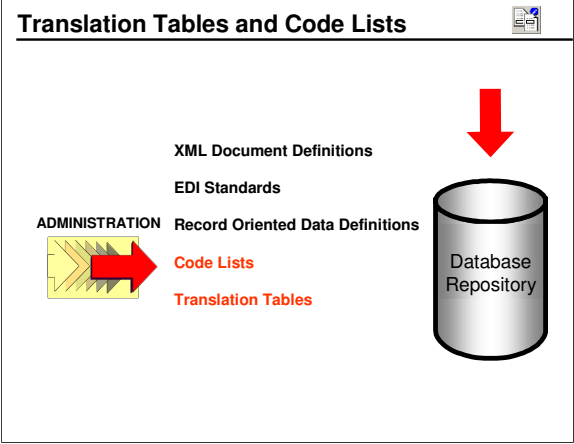 Translation Tables and Code Lists
XML Document Definitions
EDI Standards
ADMINISTRATION
Record Oriented Data Definitions
Code Lists
Translation Tables
Database
Repository